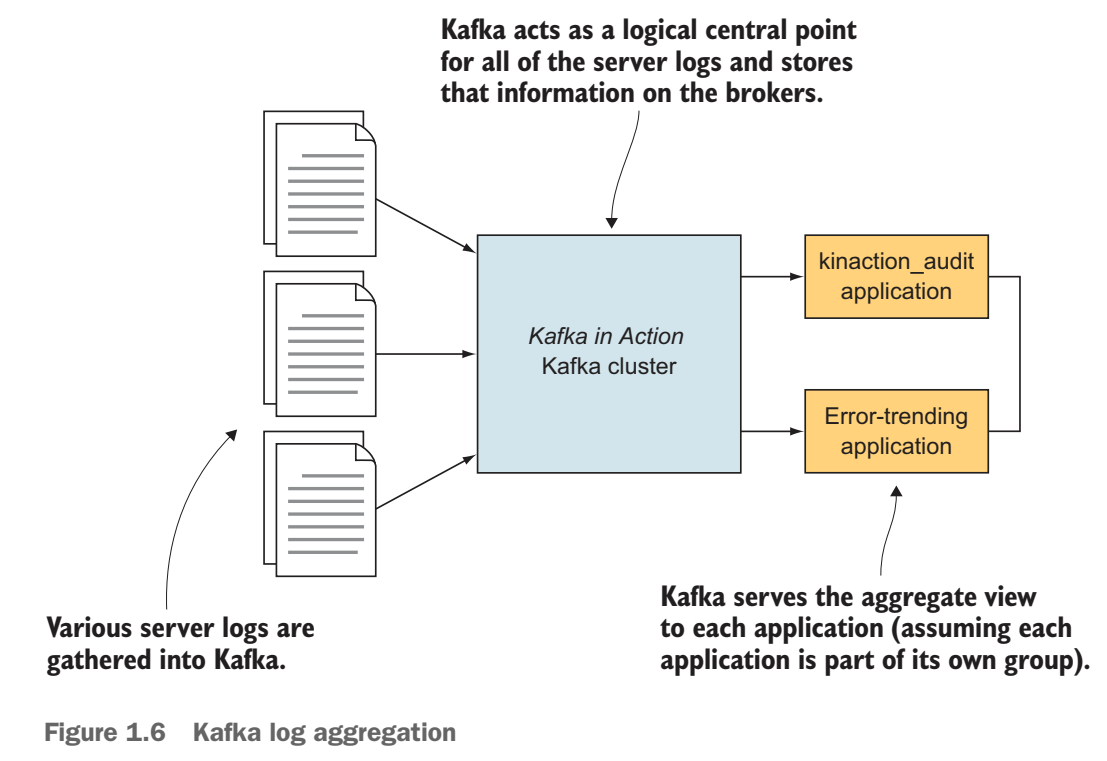 Kafka acts as a logical central point
for all of the server logs and stores
that information on the brokers.
Kafka in Action
Kafka cluster
kinaction_audit
application
Error-trending
application
Various server logs are
gathered into Kafka.
Kafka serves the aggregate view
to each application (assuming each
application is part of its own group).
Figure 1.6 Kafka log aggregation